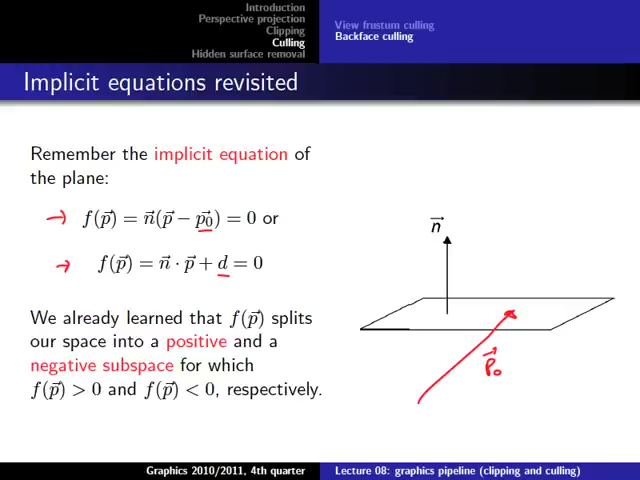 Introduction
Perspective projection
Clipping
Culling
Hidden surface removal
View frustum culling
Backface culling
Implicit equations revisited
Remember the implicit equation of
the plane:
→ f(p⃗) = n⃗(p⃗ − p⃗₀) = 0 or
→ f(p⃗) = n⃗ · p⃗ + d = 0
We already learned that f(p⃗) splits
our space into a positive and a
negative subspace for which
f(p⃗) > 0 and f(p⃗) < 0, respectively.
n⃗
p⃗₀
Graphics 2010/2011, 4th quarter
Lecture 08: graphics pipeline (clipping and culling)